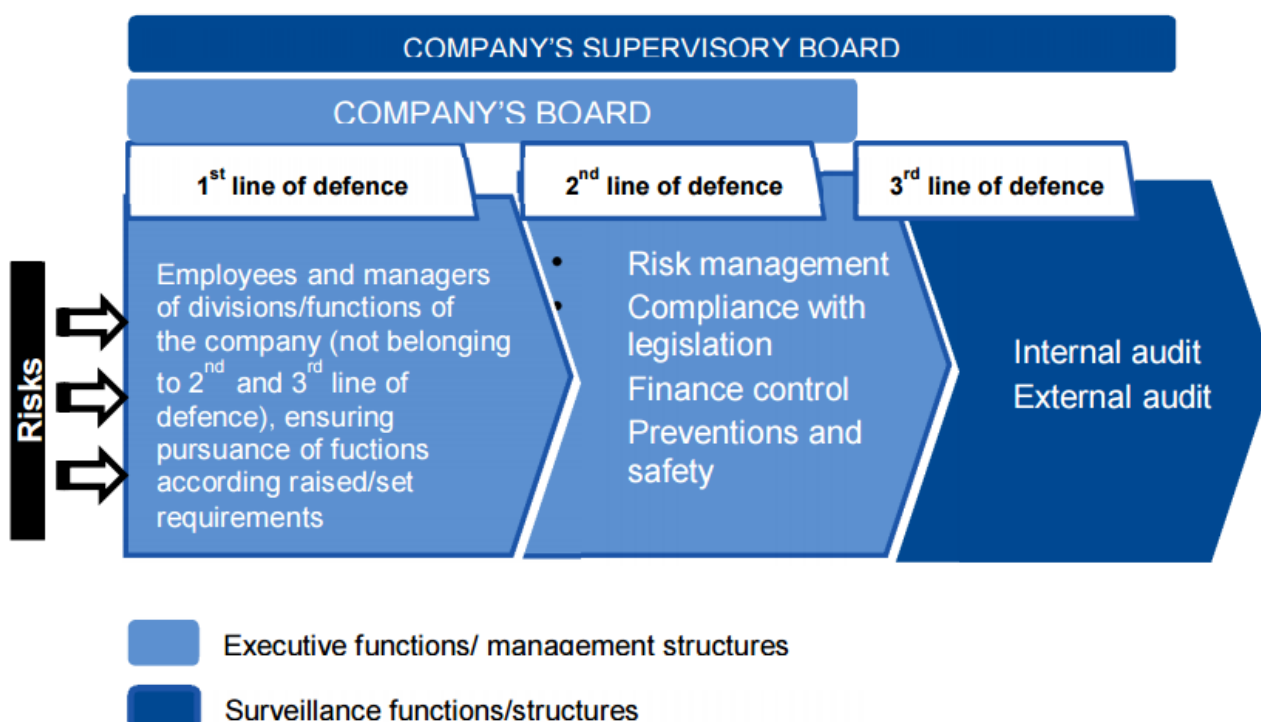 COMPANY'S SUPERVISORY BOARD
COMPANY'S BOARD
1st line of defence
2nd line of defence
3rd line of defence
Risks
Employees and managers
of divisions/functions of
the company (not belonging
to 2nd and 3rd line of
defence), ensuring
pursuance of fuctions
according raised/set
requirements
• Risk management
• Compliance with
legislation
Finance control
Preventions and
safety
Internal audit
External audit
Executive functions/ management structures
Surveillance functions/structures